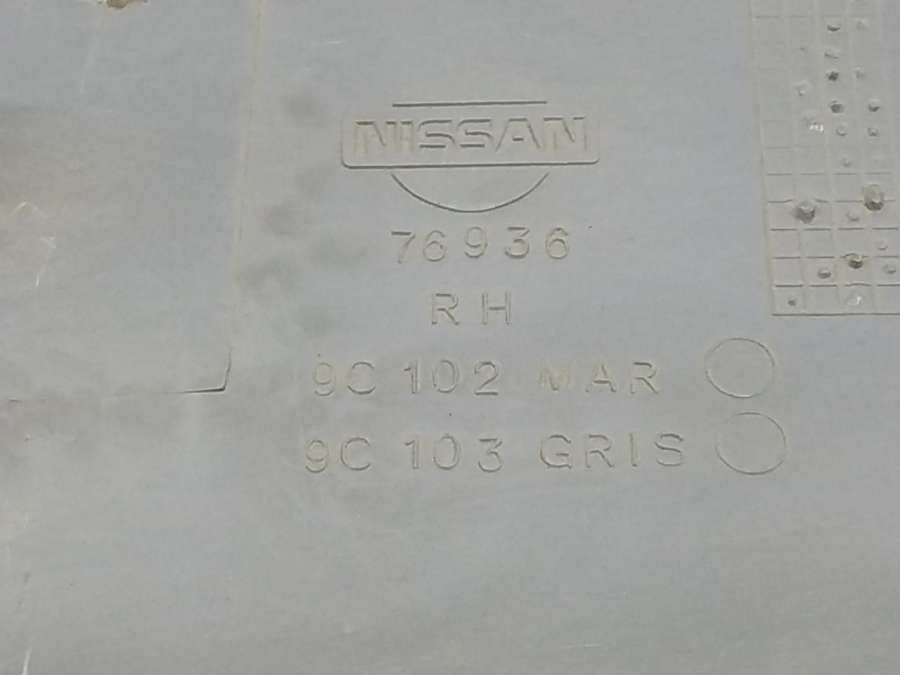 NISSAN
76936
RH
9C 102 MAR
9C 103 GRIS